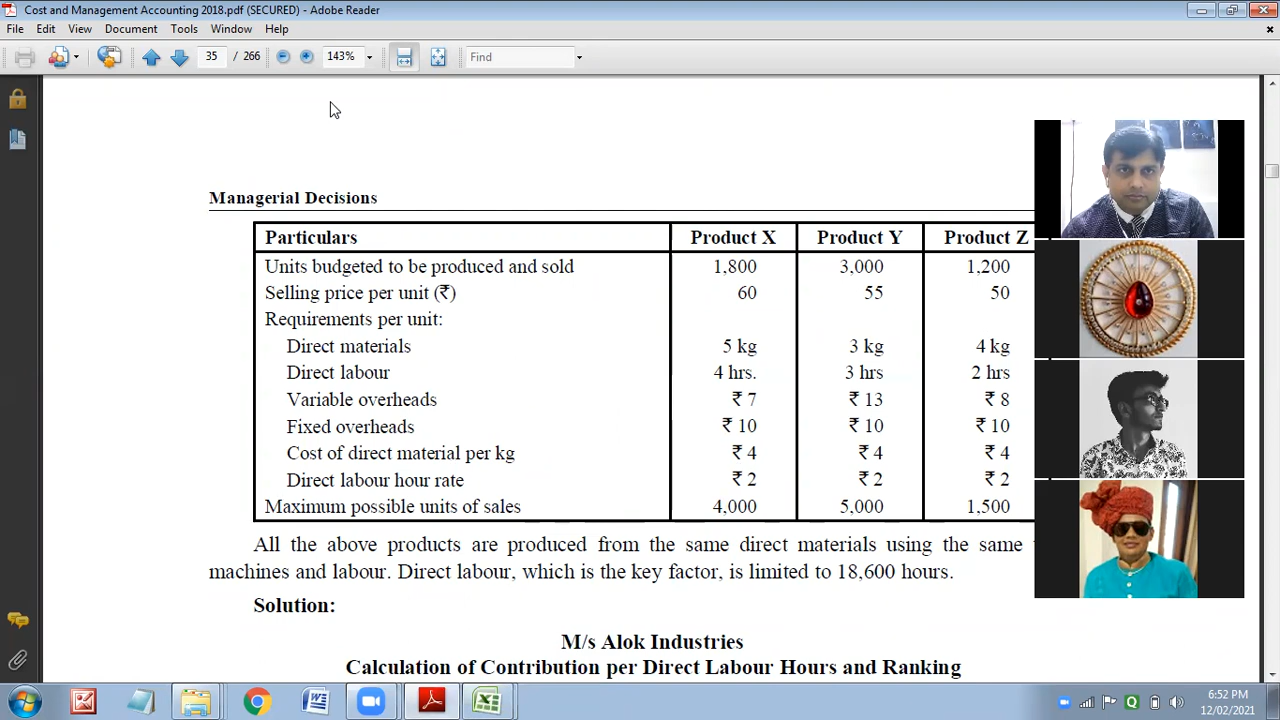 Cost and Management Accounting 2018.pdf (SECURED) - Adobe Reader
File Edit View Document Tools Window Help
35 / 266 143% Find
Managerial Decisions
Particulars Product X Product Y Product Z
Units budgeted to be produced and sold 1,800 3,000 1,200
Selling price per unit (₹) 60 55 50
Requirements per unit:
Direct materials 5 kg 3 kg 4 kg
Direct labour 4 hrs. 3 hrs 2 hrs
Variable overheads ₹ 7 ₹ 13 ₹ 8
Fixed overheads ₹ 10 ₹ 10 ₹ 10
Cost of direct material per kg ₹ 4 ₹ 4 ₹ 4
Direct labour hour rate ₹ 2 ₹ 2 ₹ 2
Maximum possible units of sales 4,000 5,000 1,500
All the above products are produced from the same direct materials using the same
machines and labour. Direct labour, which is the key factor, is limited to 18,600 hours.
Solution:
M/s Alok Industries
Calculation of Contribution per Direct Labour Hours and Ranking
6:52 PM
12/02/2021